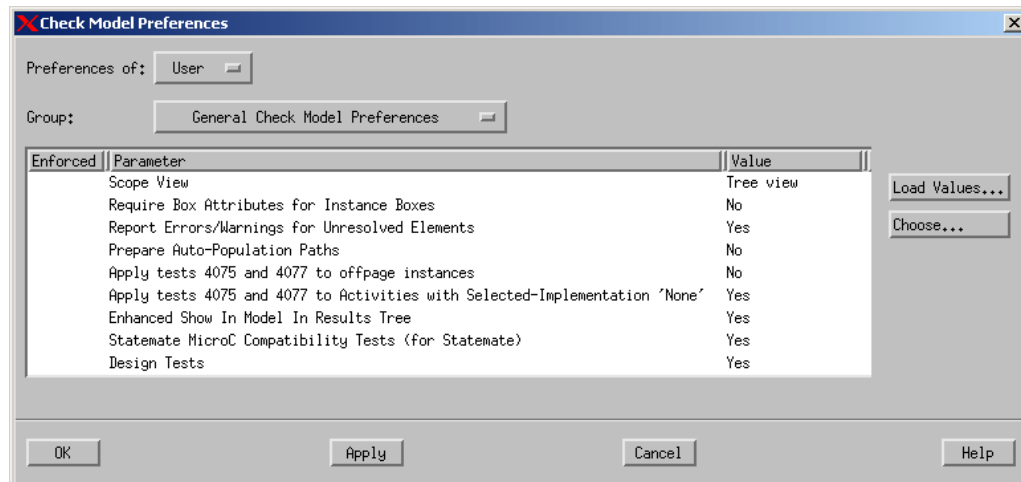 Check Model Preferences
Preferences of: User
Group: General Check Model Preferences
Enforced Parameter Value
Scope View Tree view
Require Box Attributes for Instance Boxes No
Report Errors/Warnings for Unresolved Elements Yes
Prepare Auto-Population Paths No
Apply tests 4075 and 4077 to offpage instances No
Apply tests 4075 and 4077 to Activities with Selected-Implementation 'None' Yes
Enhanced Show In Model In Results Tree Yes
Statemate MicroC Compatibility Tests (for Statemate) Yes
Design Tests Yes
Load Values...
Choose...
OK Apply Cancel Help